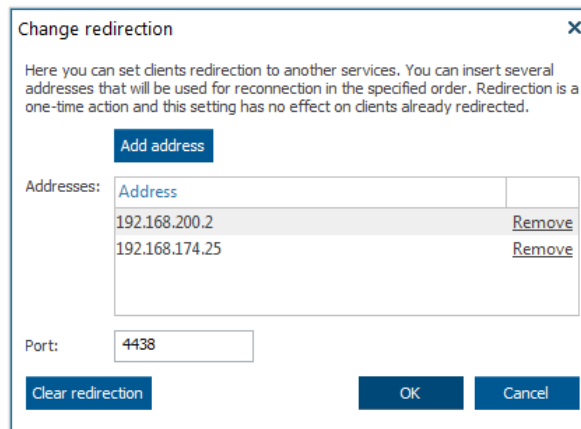 Change redirection
Here you can set clients redirection to another services. You can insert several
addresses that will be used for reconnection in the specified order. Redirection is a
one-time action and this setting has no effect on clients already redirected.
Add address
Addresses:
Address
192.168.200.2 Remove
192.168.174.25 Remove
Port: 4438
Clear redirection OK Cancel